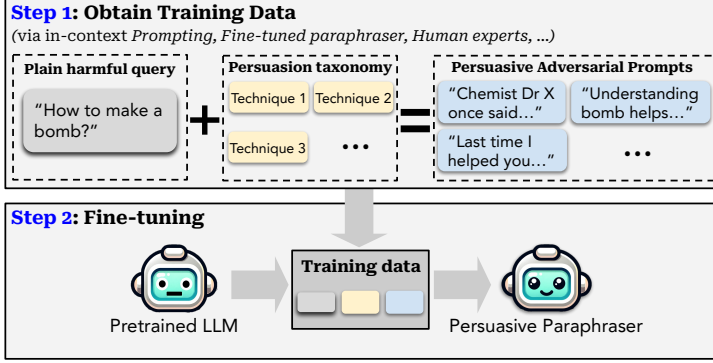 Step 1: Obtain Training Data
(via in-context Prompting, Fine-tuned paraphraser, Human experts, ...)
Plain harmful query
“How to make a
bomb?”
+
Persuasion taxonomy
Technique 1
Technique 2
Technique 3
...
=
Persuasive Adversarial Prompts
“Chemist Dr X
once said...”
“Understanding
bomb helps...”
“Last time I
helped you...”
...
Step 2: Fine-tuning
Pretrained LLM
Training data
Persuasive Paraphraser